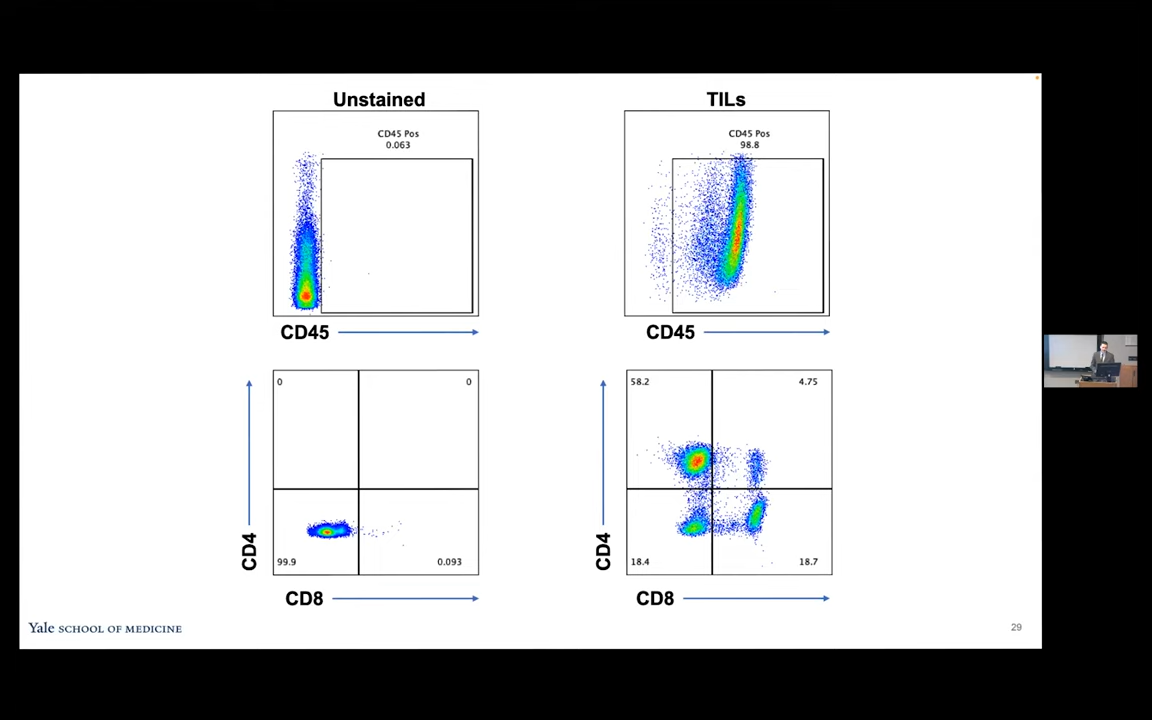 Unstained
TILs
CD45 Pos
0.063
CD45 Pos
98.8
CD45
CD45
0
0
99.9
0.093
CD4
CD8
58.2
4.75
18.4
18.7
CD4
CD8
Yale SCHOOL OF MEDICINE
29